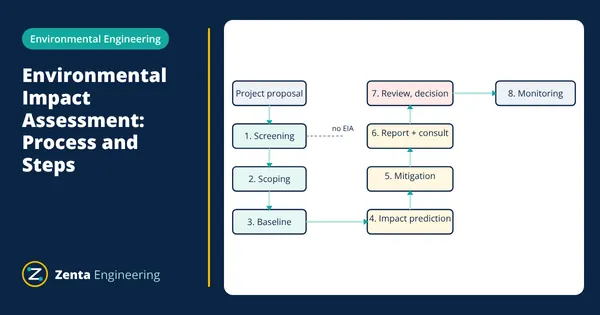 Environmental Engineering
Environmental
Impact
Assessment:
Process and
Steps
Zenta Engineering
Project proposal
1. Screening
no EIA
2. Scoping
3. Baseline
4. Impact prediction
5. Mitigation
6. Report + consult
7. Review, decision
8. Monitoring